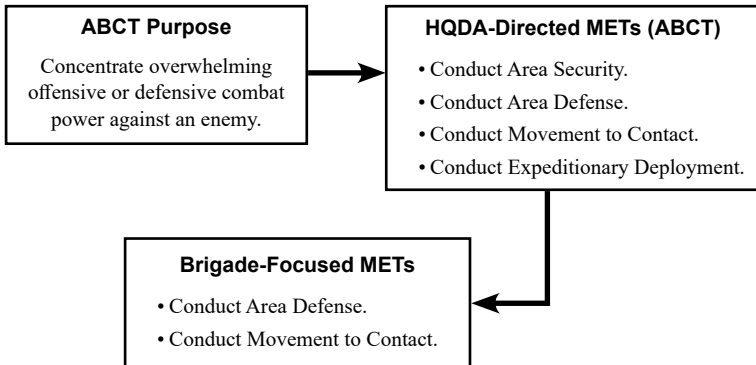 ABCT Purpose
Concentrate overwhelming
offensive or defensive combat
power against an enemy.
HQDA-Directed METs (ABCT)
• Conduct Area Security.
• Conduct Area Defense.
• Conduct Movement to Contact.
• Conduct Expeditionary Deployment.
Brigade-Focused METs
• Conduct Area Defense.
• Conduct Movement to Contact.